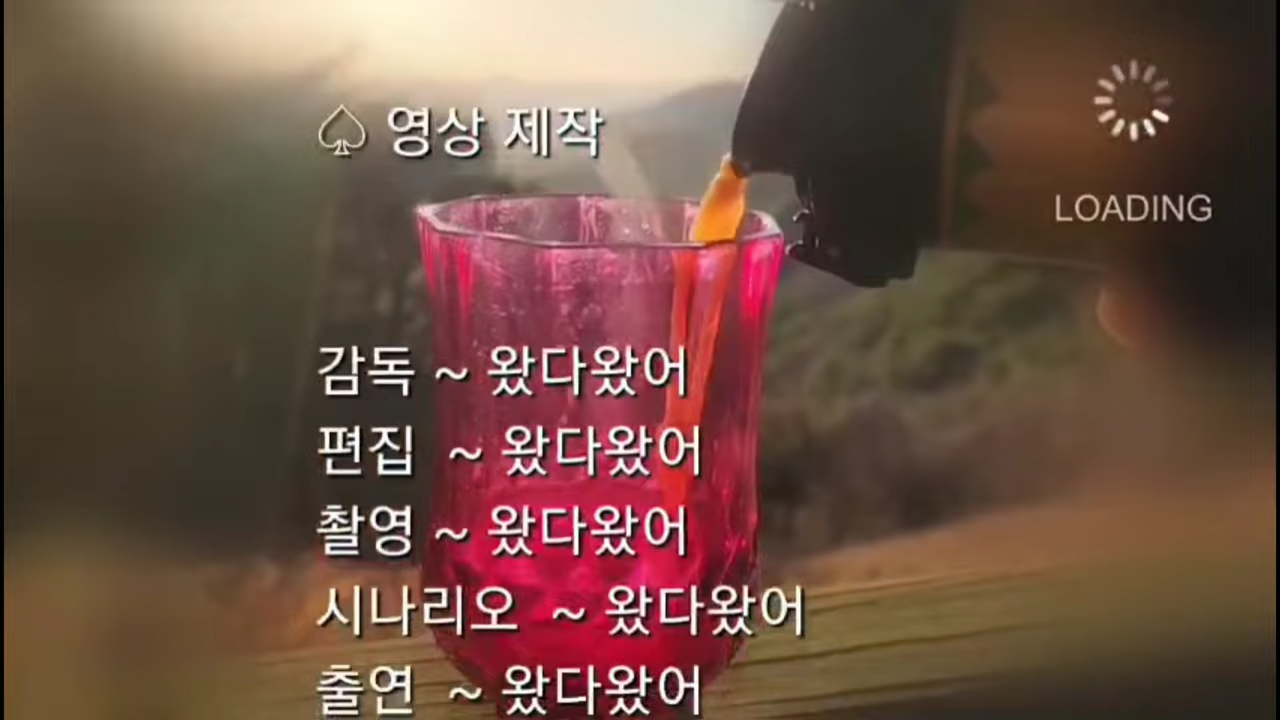 ♤ 영상 제작
LOADING
감독 ~ 왔다왔어
편집 ~ 왔다왔어
촬영 ~ 왔다왔어
시나리오 ~ 왔다왔어
출연 ~ 왔다왔어